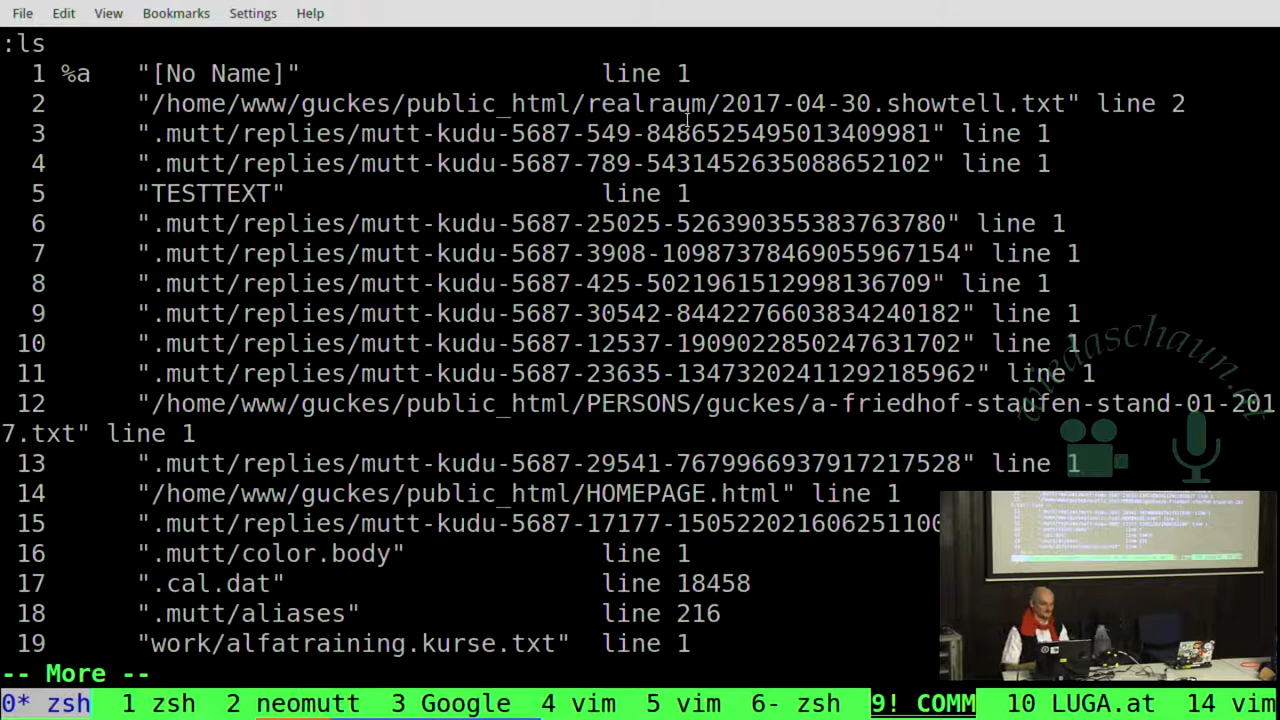 File Edit View Bookmarks Settings Help
:ls
1 %a "[No Name]" line 1
2 "/home/www/guckes/public_html/realraum/2017-04-30.showtell.txt" line 2
3 ".mutt/replies/mutt-kudu-5687-549-8486525495013409981" line 1
4 ".mutt/replies/mutt-kudu-5687-789-5431452635088652102" line 1
5 "TESTTEXT" line 1
6 ".mutt/replies/mutt-kudu-5687-25025-526390355383763780" line 1
7 ".mutt/replies/mutt-kudu-5687-3908-10987378469055967154" line 1
8 ".mutt/replies/mutt-kudu-5687-425-5021961512998136709" line 1
9 ".mutt/replies/mutt-kudu-5687-30542-8442276603834240182" line 1
10 ".mutt/replies/mutt-kudu-5687-12537-1909022850247631702" line 1
11 ".mutt/replies/mutt-kudu-5687-23635-13473202411292185962" line 1
12 "/home/www/guckes/public_html/PERSONS/guckes/a-friedhof-staufen-stand-01-201
7.txt" line 1
13 ".mutt/replies/mutt-kudu-5687-29541-7679966937917217528" line 1
14 "/home/www/guckes/public_html/HOMEPAGE.html" line 1
15 ".mutt/replies/mutt-kudu-5687-17177-150522021606251100
16 ".mutt/color.body" line 1
17 ".cal.dat" line 18458
18 ".mutt/aliases" line 216
19 "work/alfatraining.kurse.txt" line 1
-- More --
0* zsh 1 zsh 2 neomutt 3 Google 4 vim 5 vim 6- zsh 9! COMM 10 LUGA.at 14 vim